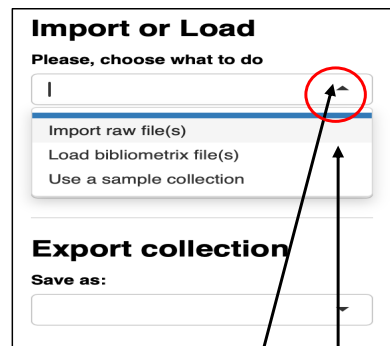 Import or Load
Please, choose what to do
Import raw file(s)
Load bibliometrix file(s)
Use a sample collection
Export collection
Save as: